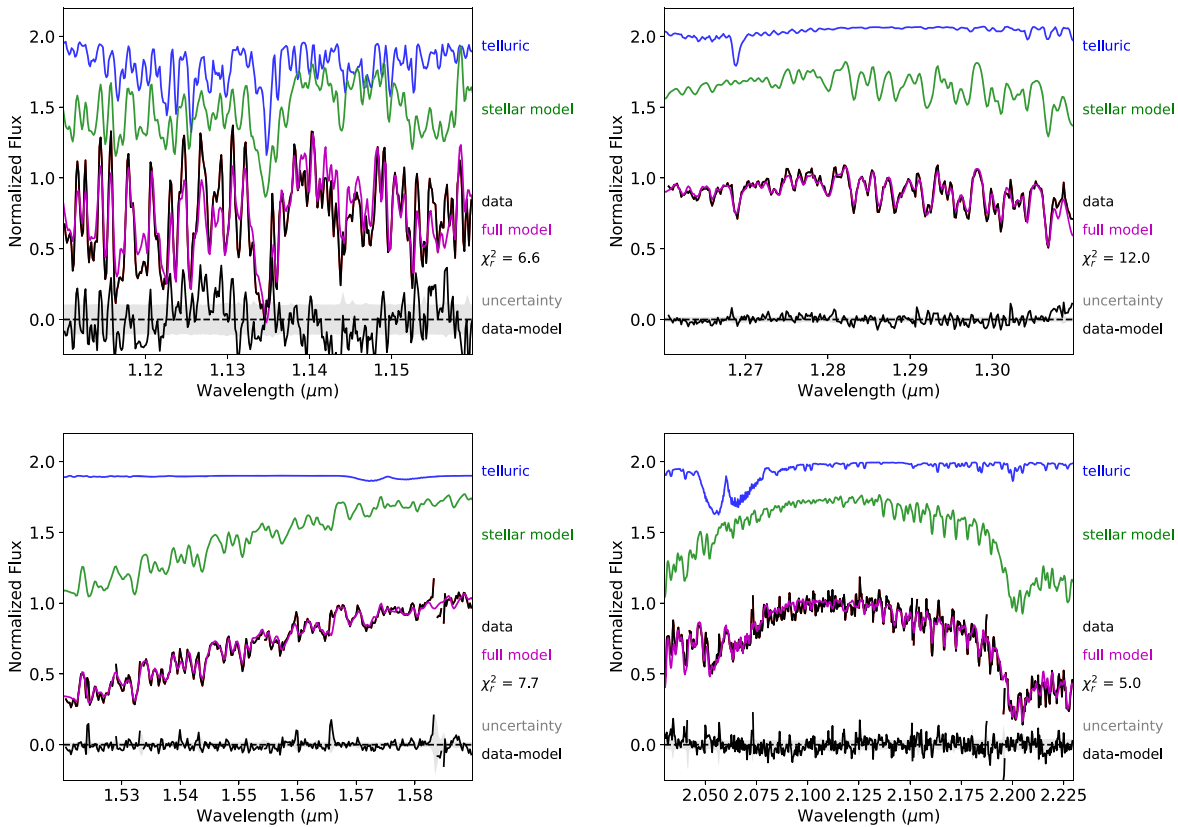 2.0
1.5
1.0
0.5
0.0
Normalized Flux
1.12
1.13
1.14
1.15
Wavelength (μm)
telluric
stellar model
data
full model
χ²ᵣ = 6.6
uncertainty
data-model
2.0
1.5
1.0
0.5
0.0
Normalized Flux
1.27
1.28
1.29
1.30
Wavelength (μm)
telluric
stellar model
data
full model
χ²ᵣ = 12.0
uncertainty
data-model
2.0
1.5
1.0
0.5
0.0
Normalized Flux
1.53
1.54
1.55
1.56
1.57
1.58
Wavelength (μm)
telluric
stellar model
data
full model
χ²ᵣ = 7.7
uncertainty
data-model
2.0
1.5
1.0
0.5
0.0
Normalized Flux
2.050
2.075
2.100
2.125
2.150
2.175
2.200
2.225
Wavelength (μm)
telluric
stellar model
data
full model
χ²ᵣ = 5.0
uncertainty
data-model